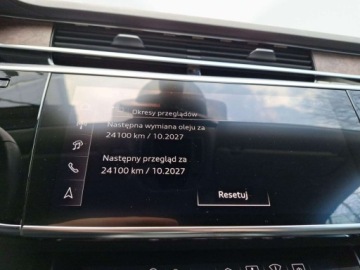 Okresy przeglądów
Następna wymiana oleju za
24100 km / 10.2027
Następny przegląd za
24100 km / 10.2027
Resetuj